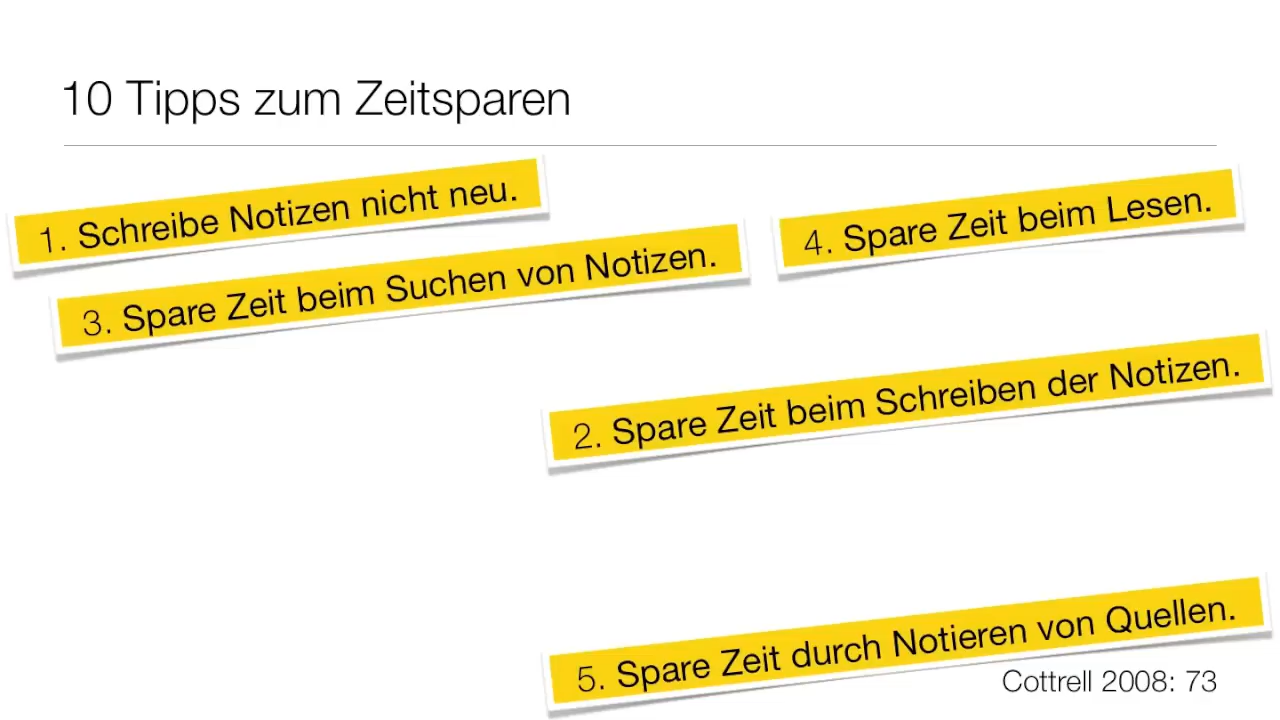 10 Tipps zum Zeitsparen
1. Schreibe Notizen nicht neu.
4. Spare Zeit beim Lesen.
3. Spare Zeit beim Suchen von Notizen.
2. Spare Zeit beim Schreiben der Notizen.
5. Spare Zeit durch Notieren von Quellen.
Cottrell 2008: 73